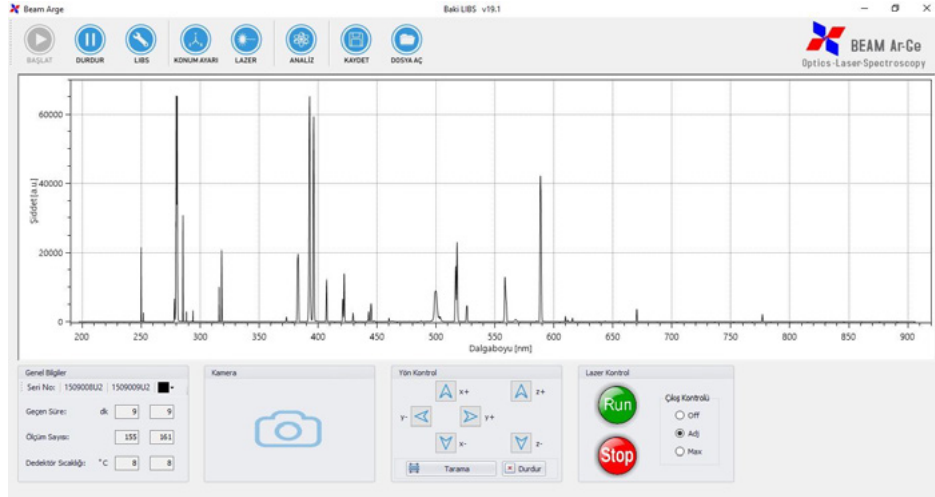 Beam Arge
Baki LIBS v19.1
BAŞLAT DURDUR LIBS KONUM AYARI LAZER ANALİZ KAYDET DOSYA AÇ
BEAM Ar-Ge
Optics-Laser-Spectroscopy
Şiddet[a.u]
60000
40000
20000
0
200 250 300 350 400 450 500 550 600 650 700 750 800 850 900
Dalgaboyu [nm]
Genel Bilgiler
Seri No: 1509008U2 1509009U2
Geçen Süre: dk 9 9
Ölçüm Sayısı: 155 161
Dedektör Sıcaklığı: °C 8 8
Kamera
Yön Kontrol
x+ z+
y- y+
x- z-
Tarama Durdur
Lazer Kontrol
Run
Stop
Çıkış Kontrolü
Off
Adj
Max